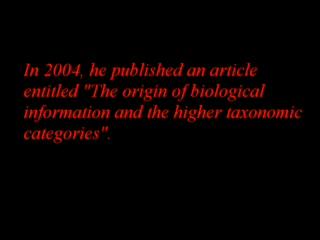 In 2004, he published an article
entitled "The origin of biological
information and the higher taxonomic
categories".